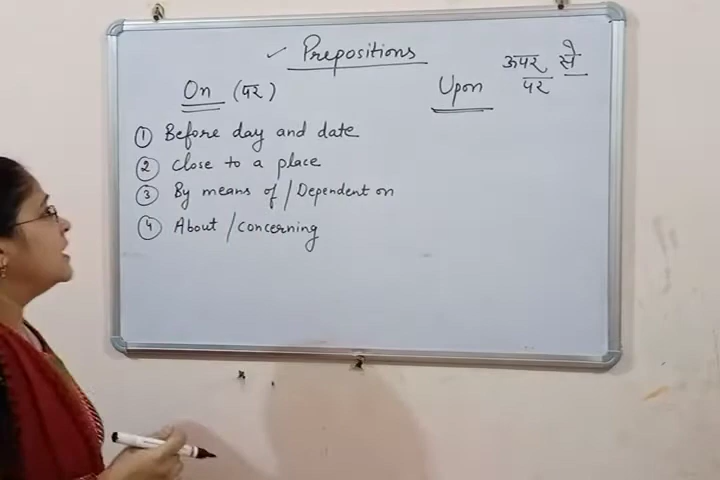 ✓ Prepositions
On (पर)
① Before day and date
② Close to a place
③ By means of / Dependent on
④ About / concerning
Upon
ऊपर, से
पर